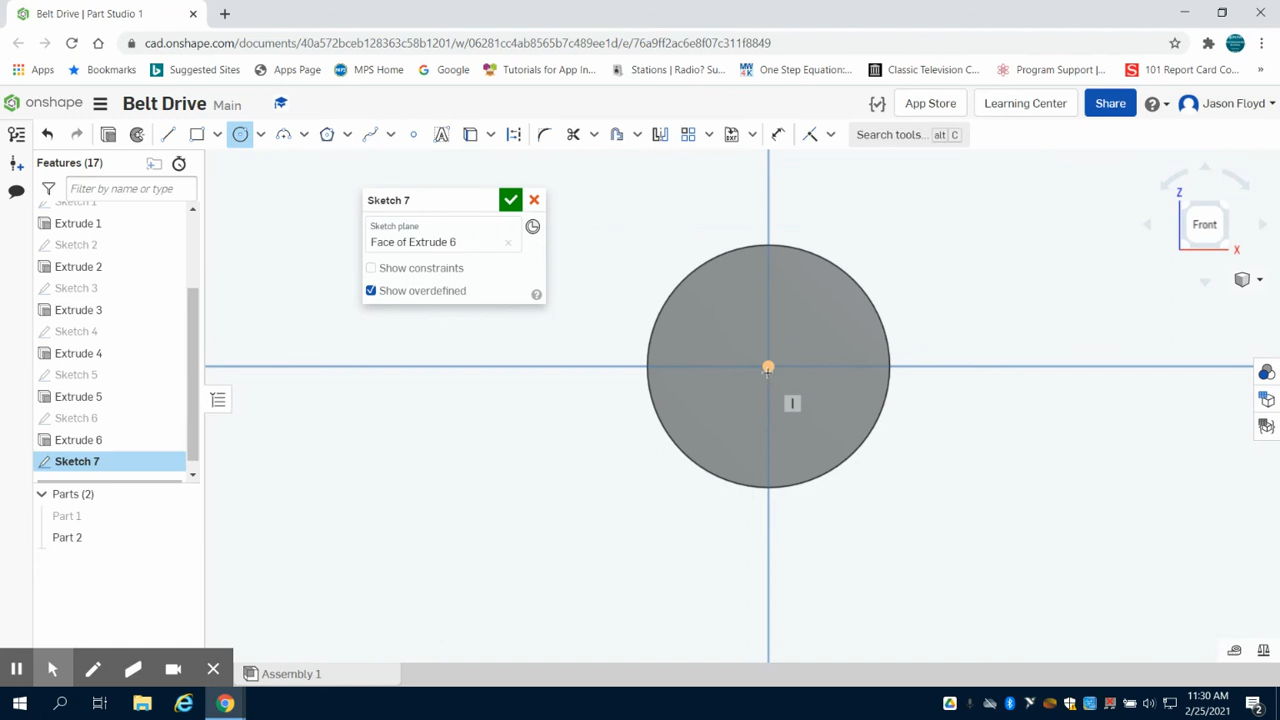 Belt Drive | Part Studio 1
cad.onshape.com/documents/40a572bceb128363c58b1201/w/06281cc4ab8565b7c489ee1d/e/76a9ff2ac6e8f07c311f8849
Apps
Bookmarks
Suggested Sites
Apps Page
MPS Home
Google
Tutorials for App In...
Stations | Radio? Su...
One Step Equation:...
Classic Television C...
Program Support |...
101 Report Card Co...
»
onshape
Belt Drive Main
App Store
Learning Center
Share
Jason Floyd
Search tools... alt C
Features (17)
Filter by name or type
Sketch 1
Extrude 1
Sketch 2
Extrude 2
Sketch 3
Extrude 3
Sketch 4
Extrude 4
Sketch 5
Extrude 5
Sketch 6
Extrude 6
Sketch 7
Parts (2)
Part 1
Part 2
Sketch 7
Sketch plane
Face of Extrude 6
Show constraints
Show overdefined
Z
Front
X
Assembly 1
11:30 AM
2/25/2021
2